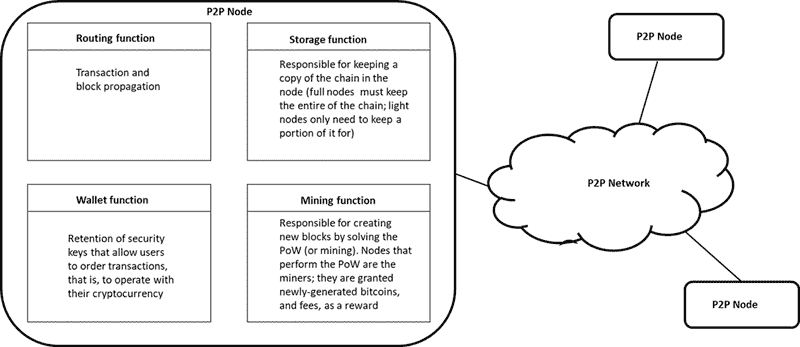 P2P Node
Routing function
Transaction and
block propagation
Storage function
Responsible for keeping a
copy of the chain in the
node (full nodes must keep
the entire of the chain; light
nodes only need to keep a
portion of it for)
Wallet function
Retention of security
keys that allow users
to order transactions,
that is, to operate with
their cryptocurrency
Mining function
Responsible for creating
new blocks by solving the
PoW (or mining). Nodes that
perform the PoW are the
miners; they are granted
newly-generated bitcoins,
and fees, as a reward
P2P Node
P2P Network
P2P Node